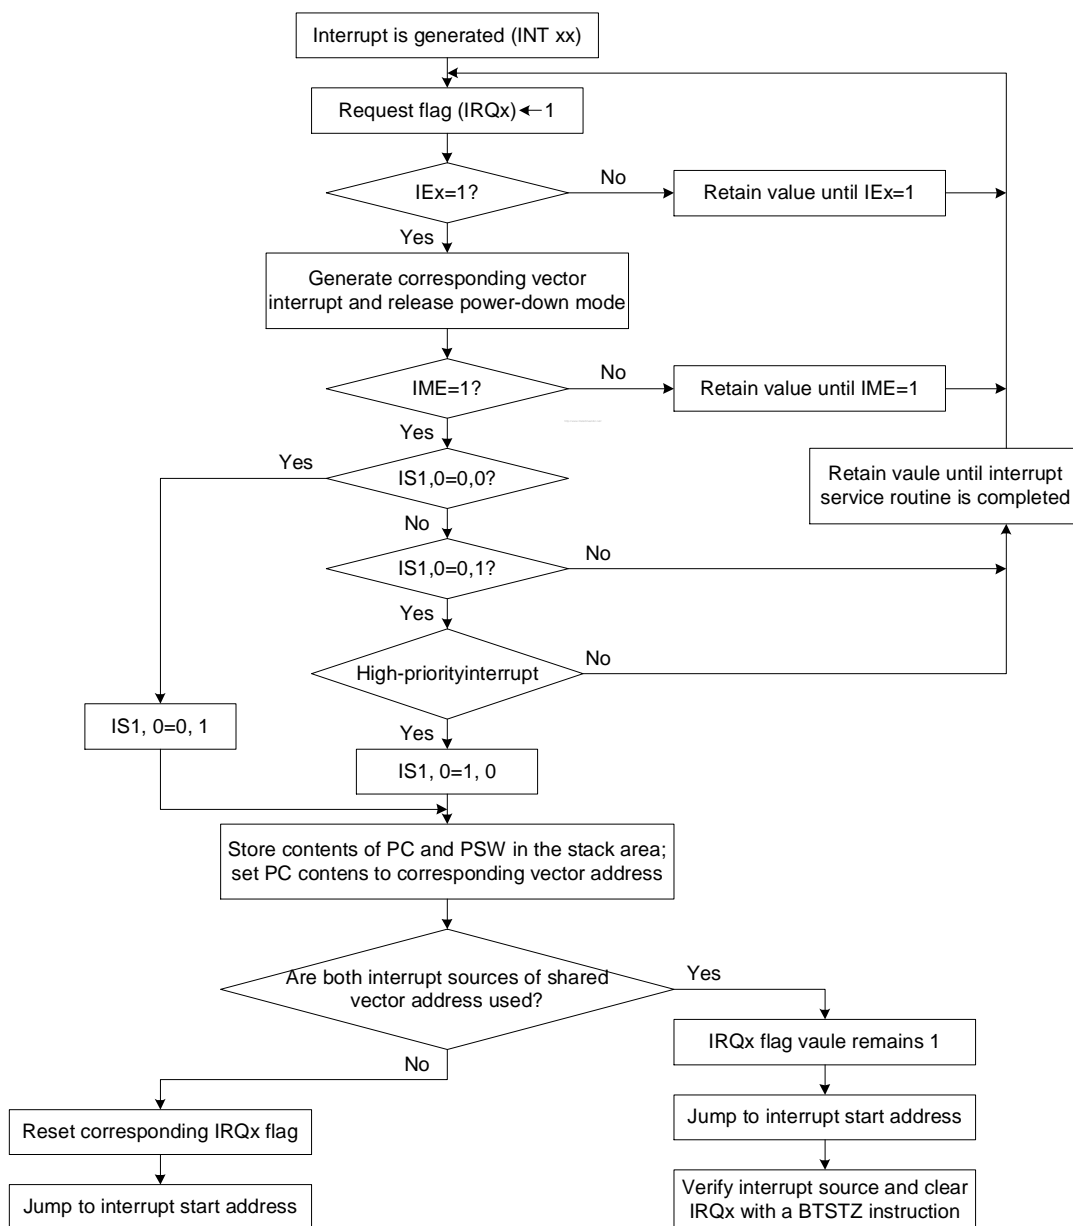 Interrupt is generated (INT xx)
Request flag (IRQx)←1
IEx=1?
No
Retain value until IEx=1
Yes
Generate corresponding vector
interrupt and release power-down mode
IME=1?
No
Retain value until IME=1
Yes
Yes
IS1,0=0,0?
Retain vaule until interrupt
service routine is completed
No
IS1,0=0,1?
No
Yes
High-priorityinterrupt
No
IS1, 0=0, 1
Yes
IS1, 0=1, 0
Store contents of PC and PSW in the stack area;
set PC contens to corresponding vector address
Are both interrupt sources of shared
vector address used?
Yes
IRQx flag vaule remains 1
No
Reset corresponding IRQx flag
Jump to interrupt start address
Jump to interrupt start address
Verify interrupt source and clear
IRQx with a BTSTZ instruction